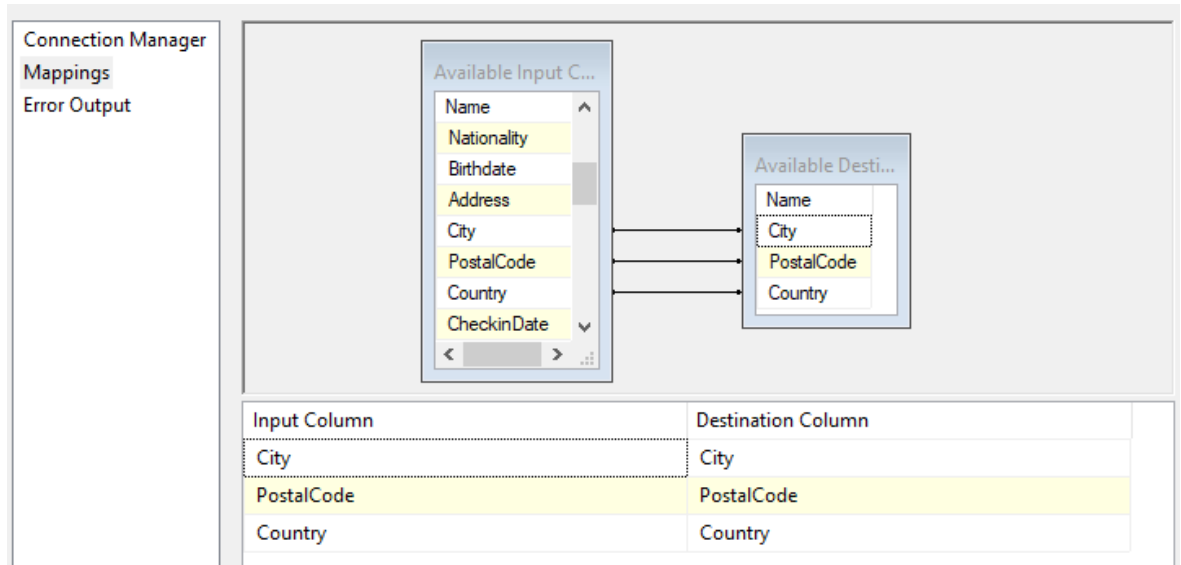 Connection Manager
Mappings
Error Output
Available Input C...
Name
Nationality
Birthdate
Address
City
PostalCode
Country
CheckinDate
Available Desti...
Name
City
PostalCode
Country
Input Column Destination Column
City City
PostalCode PostalCode
Country Country